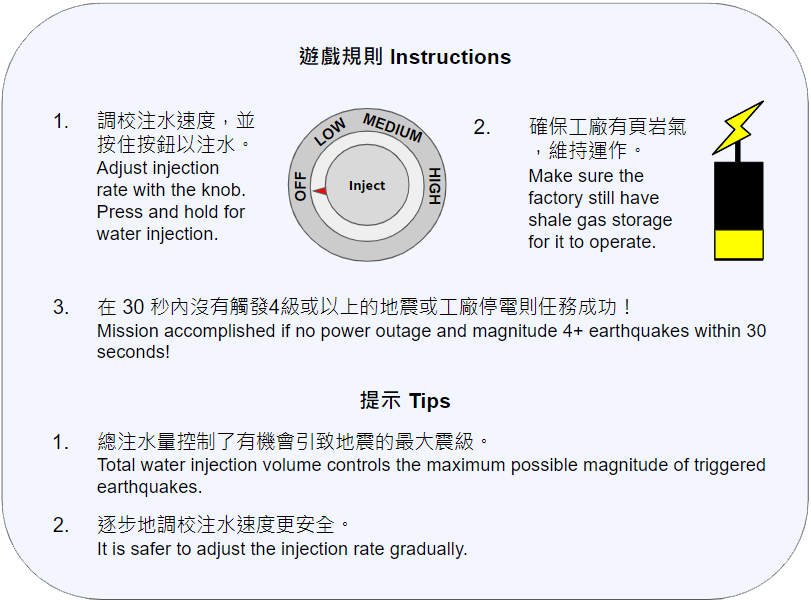 遊戲規則 Instructions
1. 調校注水速度，並
按住按鈕以注水。
Adjust injection
rate with the knob.
Press and hold for
water injection.
OFF LOW MEDIUM HIGH
Inject
2. 確保工廠有頁岩氣
，維持運作。
Make sure the
factory still have
shale gas storage
for it to operate.
3. 在 30 秒內沒有觸發4級或以上的地震或工廠停電則任務成功！
Mission accomplished if no power outage and magnitude 4+ earthquakes within 30
seconds!
提示 Tips
1. 總注水量控制了有機會引致地震的最大震級。
Total water injection volume controls the maximum possible magnitude of triggered
earthquakes.
2. 逐步地調校注水速度更安全。
It is safer to adjust the injection rate gradually.